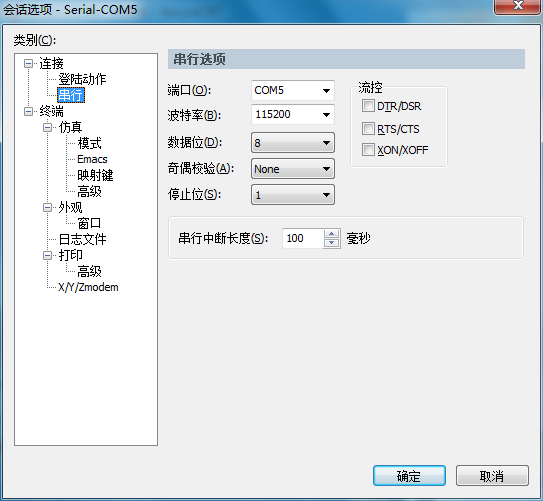 会话选项 - Serial-COM5
类别(C):
连接
登陆动作
串行
终端
仿真
模式
Emacs
映射键
高级
外观
窗口
日志文件
打印
高级
X/Y/Zmodem
串行选项
端口(O): COM5
波特率(B): 115200
数据位(D): 8
奇偶校验(A): None
停止位(S): 1
流控
DTR/DSR
RTS/CTS
XON/XOFF
串行中断长度(S): 100 毫秒
确定 取消